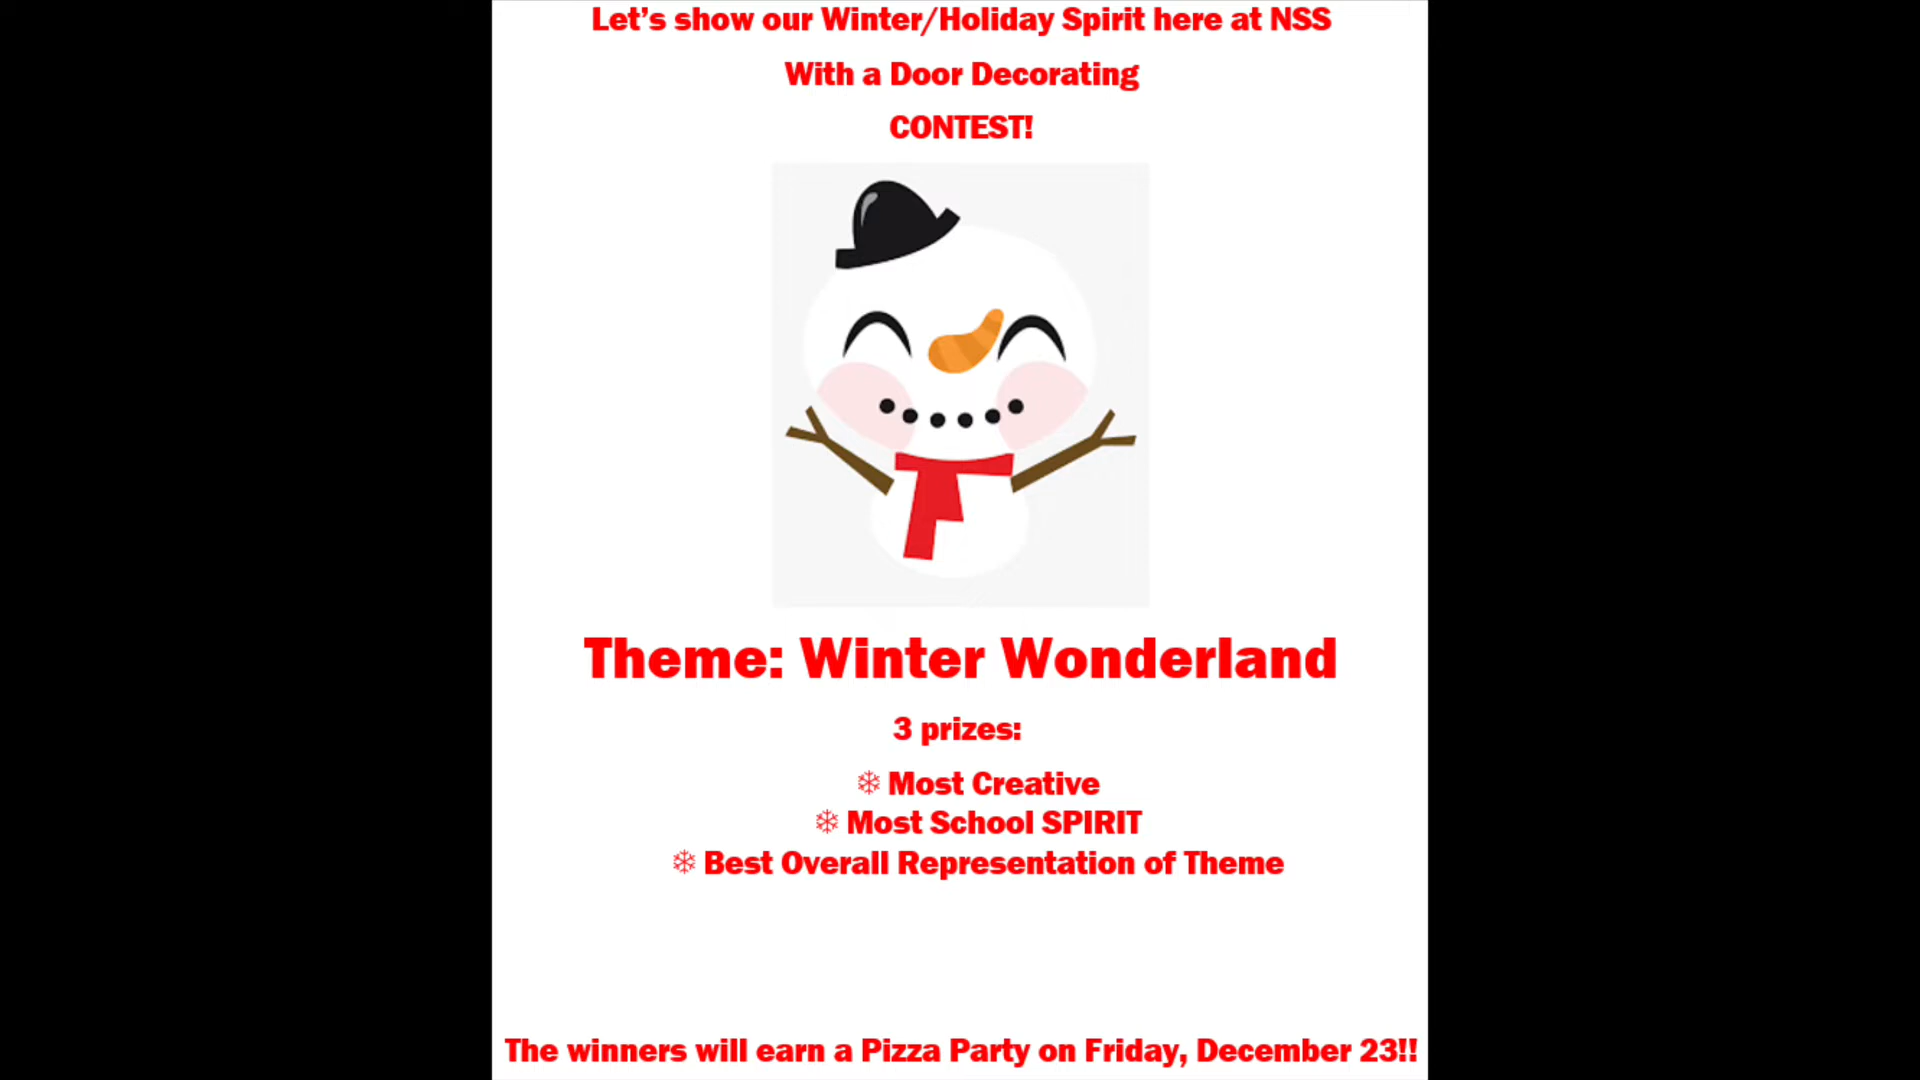 Let’s show our Winter/Holiday Spirit here at NSS
With a Door Decorating
CONTEST!
Theme: Winter Wonderland
3 prizes:
❄ Most Creative
❄ Most School SPIRIT
❄ Best Overall Representation of Theme
The winners will earn a Pizza Party on Friday, December 23!!